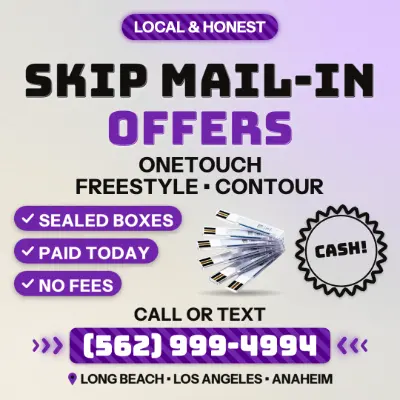 LOCAL & HONEST
SKIP MAIL-IN
OFFERS
ONETOUCH
FREESTYLE • CONTOUR
✓ SEALED BOXES
✓ PAID TODAY
✓ NO FEES
CASH!
CALL OR TEXT
(562) 999-4994
LONG BEACH • LOS ANGELES • ANAHEIM